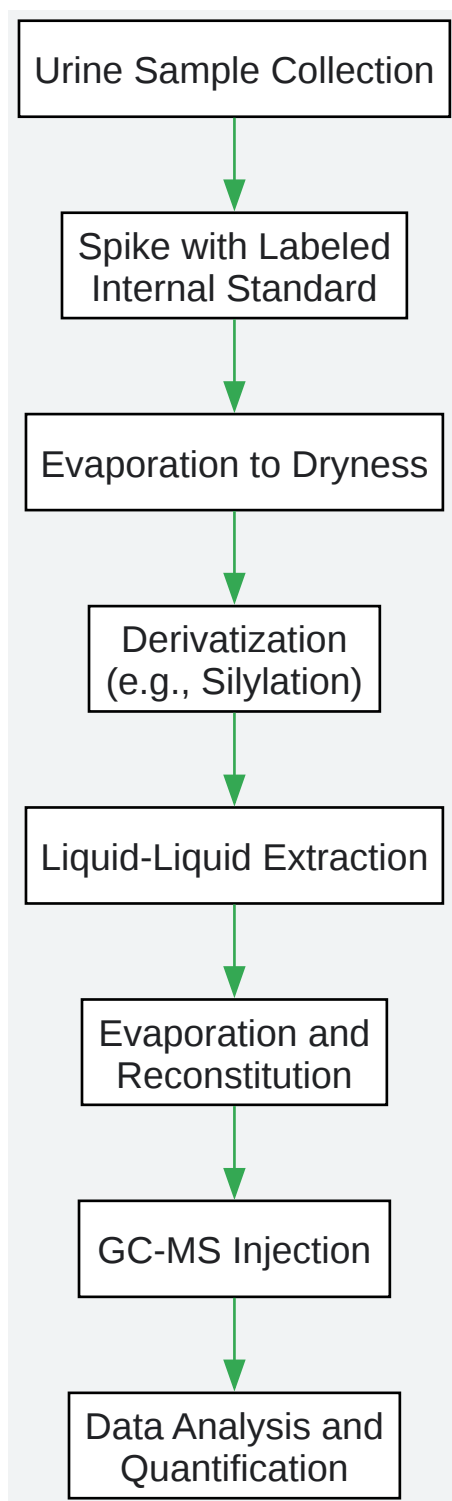 Urine Sample Collection
Spike with Labeled
Internal Standard
Evaporation to Dryness
Derivatization
(e.g., Silylation)
Liquid-Liquid Extraction
Evaporation and
Reconstitution
GC-MS Injection
Data Analysis and
Quantification